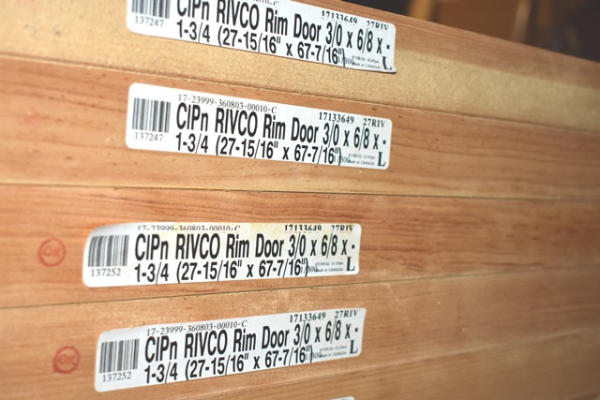 CIPn RIVCO Rim Door 3/0 x 6/8 x -
17133649 27RIV
137247
1-3/4 (27-15/16" x 67-7/16")
L
17-23999-360803-00010-C
17133649 27RIV
CIPn RIVCO Rim Door 3/0 x 6/8 x -
137247
1-3/4 (27-15/16" x 67-7/16")
L
17-23999-360803-00010-C
17133649 27RIV
CIPn RIVCO Rim Door 3/0 x 6/8 x -
137252
1-3/4 (27-15/16" x 67-7/16")
L
OK
17-23999-360803-00010-C
17133649 27RIV
CIPn RIVCO Rim Door 3/0 x 6/8 x -
137252
1-3/4 (27-15/16" x 67-7/16")
L
OK